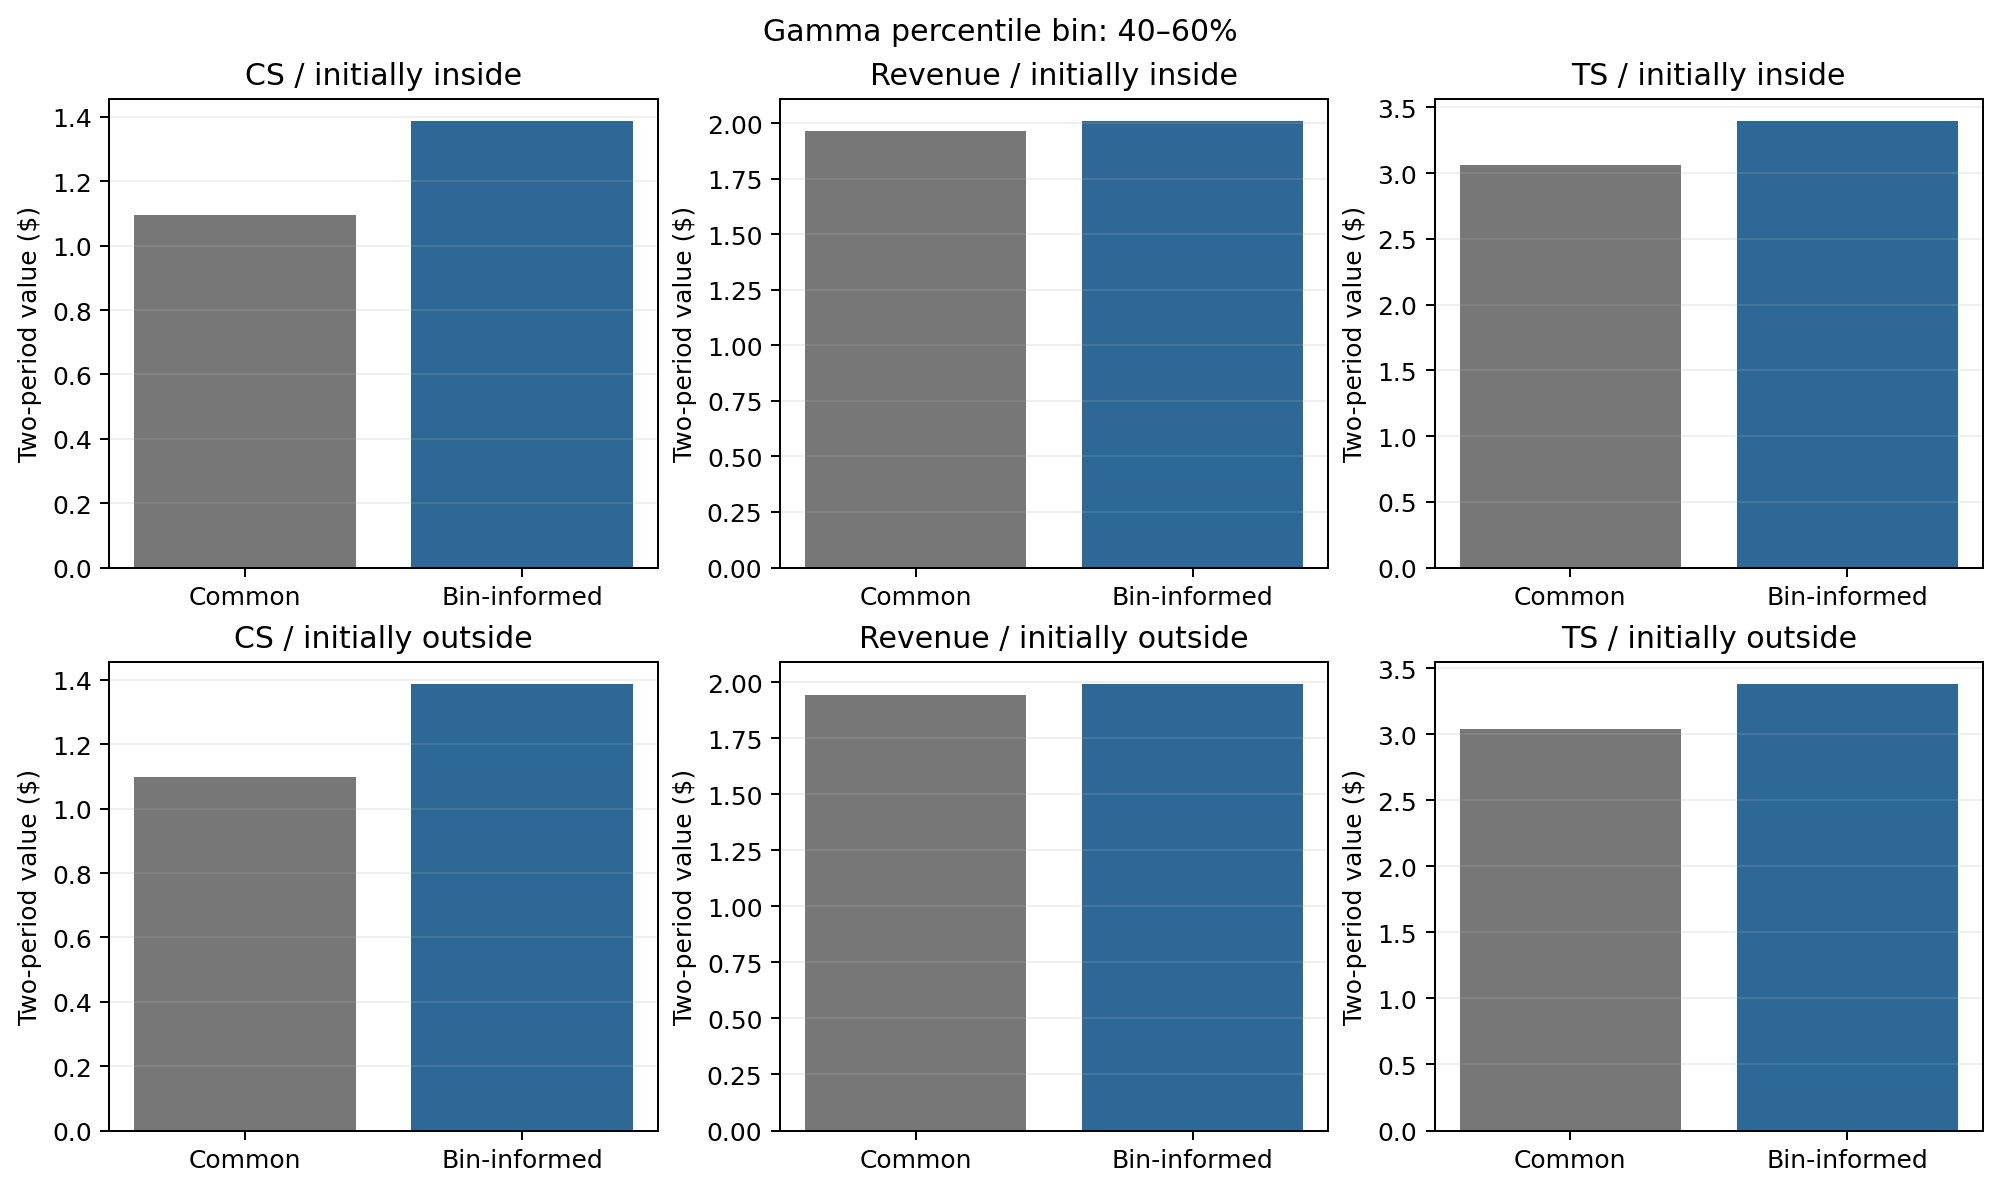 Gamma percentile bin: 40–60%
CS / initially inside
Two-period value ($)
1.4
1.2
1.0
0.8
0.6
0.4
0.2
0.0
Common
Bin-informed
Revenue / initially inside
Two-period value ($)
2.00
1.75
1.50
1.25
1.00
0.75
0.50
0.25
0.00
Common
Bin-informed
TS / initially inside
Two-period value ($)
3.5
3.0
2.5
2.0
1.5
1.0
0.5
0.0
Common
Bin-informed
CS / initially outside
Two-period value ($)
1.4
1.2
1.0
0.8
0.6
0.4
0.2
0.0
Common
Bin-informed
Revenue / initially outside
Two-period value ($)
2.00
1.75
1.50
1.25
1.00
0.75
0.50
0.25
0.00
Common
Bin-informed
TS / initially outside
Two-period value ($)
3.5
3.0
2.5
2.0
1.5
1.0
0.5
0.0
Common
Bin-informed